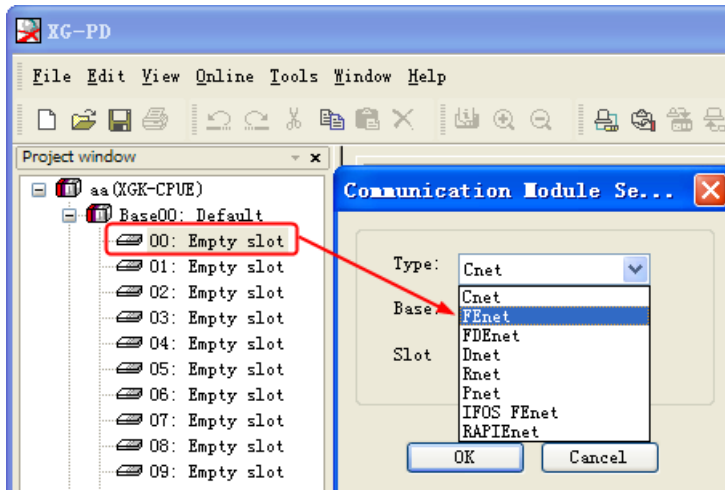 XG-PD
File Edit View Online Tools Window Help
Project window
aa(XGK-CPUE)
Base00: Default
00: Empty slot
01: Empty slot
02: Empty slot
03: Empty slot
04: Empty slot
05: Empty slot
06: Empty slot
07: Empty slot
08: Empty slot
09: Empty slot
Communication Module Se...
Type: Cnet
Base:
Slot
Cnet
FEnet
FDEnet
Dnet
Rnet
Pnet
IFOS FEnet
RAPIEnet
OK Cancel